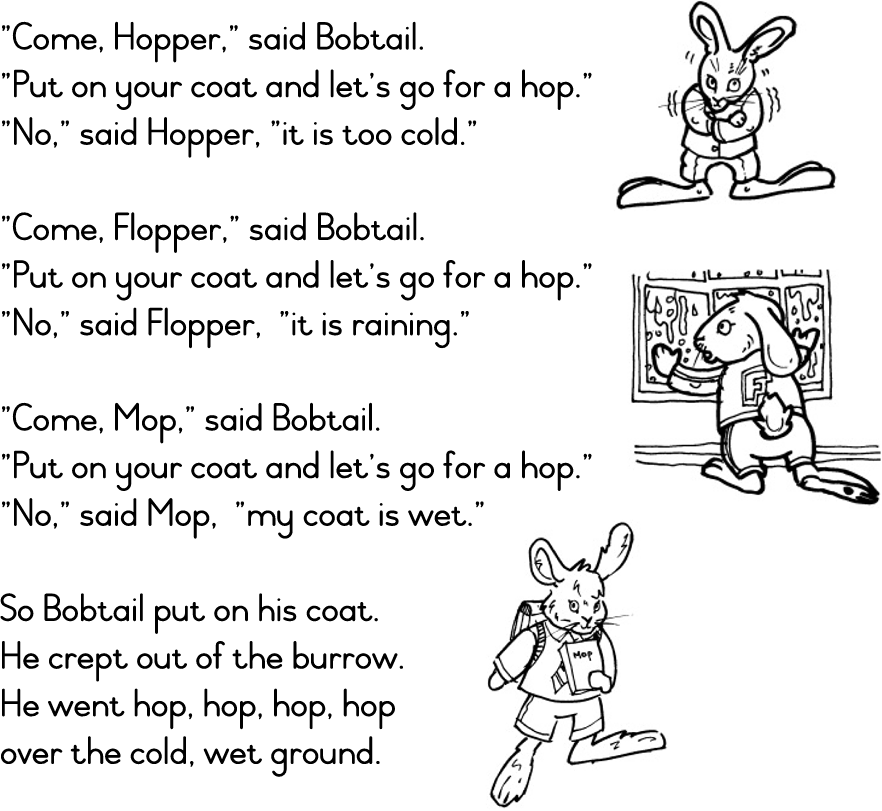 "Come, Hopper," said Bobtail.
"Put on your coat and let's go for a hop."
"No," said Hopper, "it is too cold."
"Come, Flopper," said Bobtail.
"Put on your coat and let's go for a hop."
"No," said Flopper, "it is raining."
F
"Come, Mop," said Bobtail.
"Put on your coat and let's go for a hop."
"No," said Mop, "my coat is wet."
So Bobtail put on his coat.
He crept out of the burrow.
He went hop, hop, hop, hop
over the cold, wet ground.
Mop